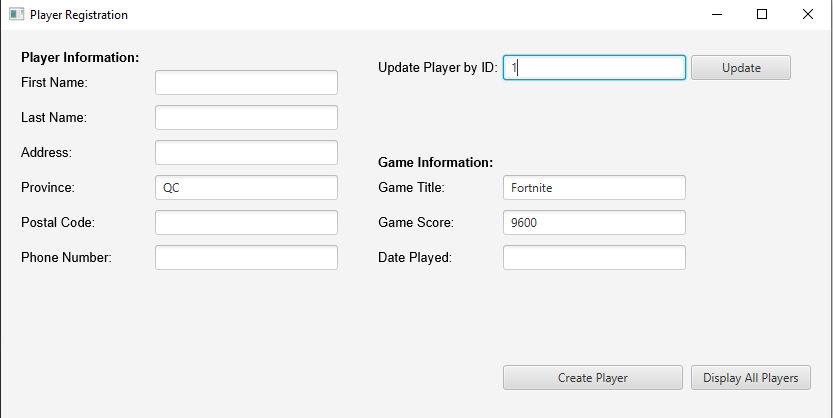 Player Registration
Player Information:
First Name:
Last Name:
Address:
Province: QC
Postal Code:
Phone Number:
Update Player by ID: 1 Update
Game Information:
Game Title: Fortnite
Game Score: 9600
Date Played:
Create Player Display All Players